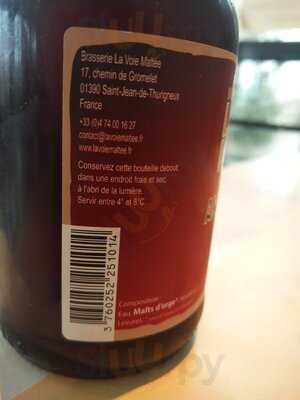 Brasserie La Voie Maltée
17, chemin de Gromelet
01390 Saint-Jean-de-Thurigneux
France
+33 (0)4 74 00 16 27
contact@lavoiemaltee.fr
www.lavoiemaltee.fr
Conservez cette bouteille debout
dans une endroit frais et sec
à l'abri de la lumière.
Servir entre 4° et 8°C.
3 760252 251014
Composition :
Eau, Malts d'orge*,
Levures.